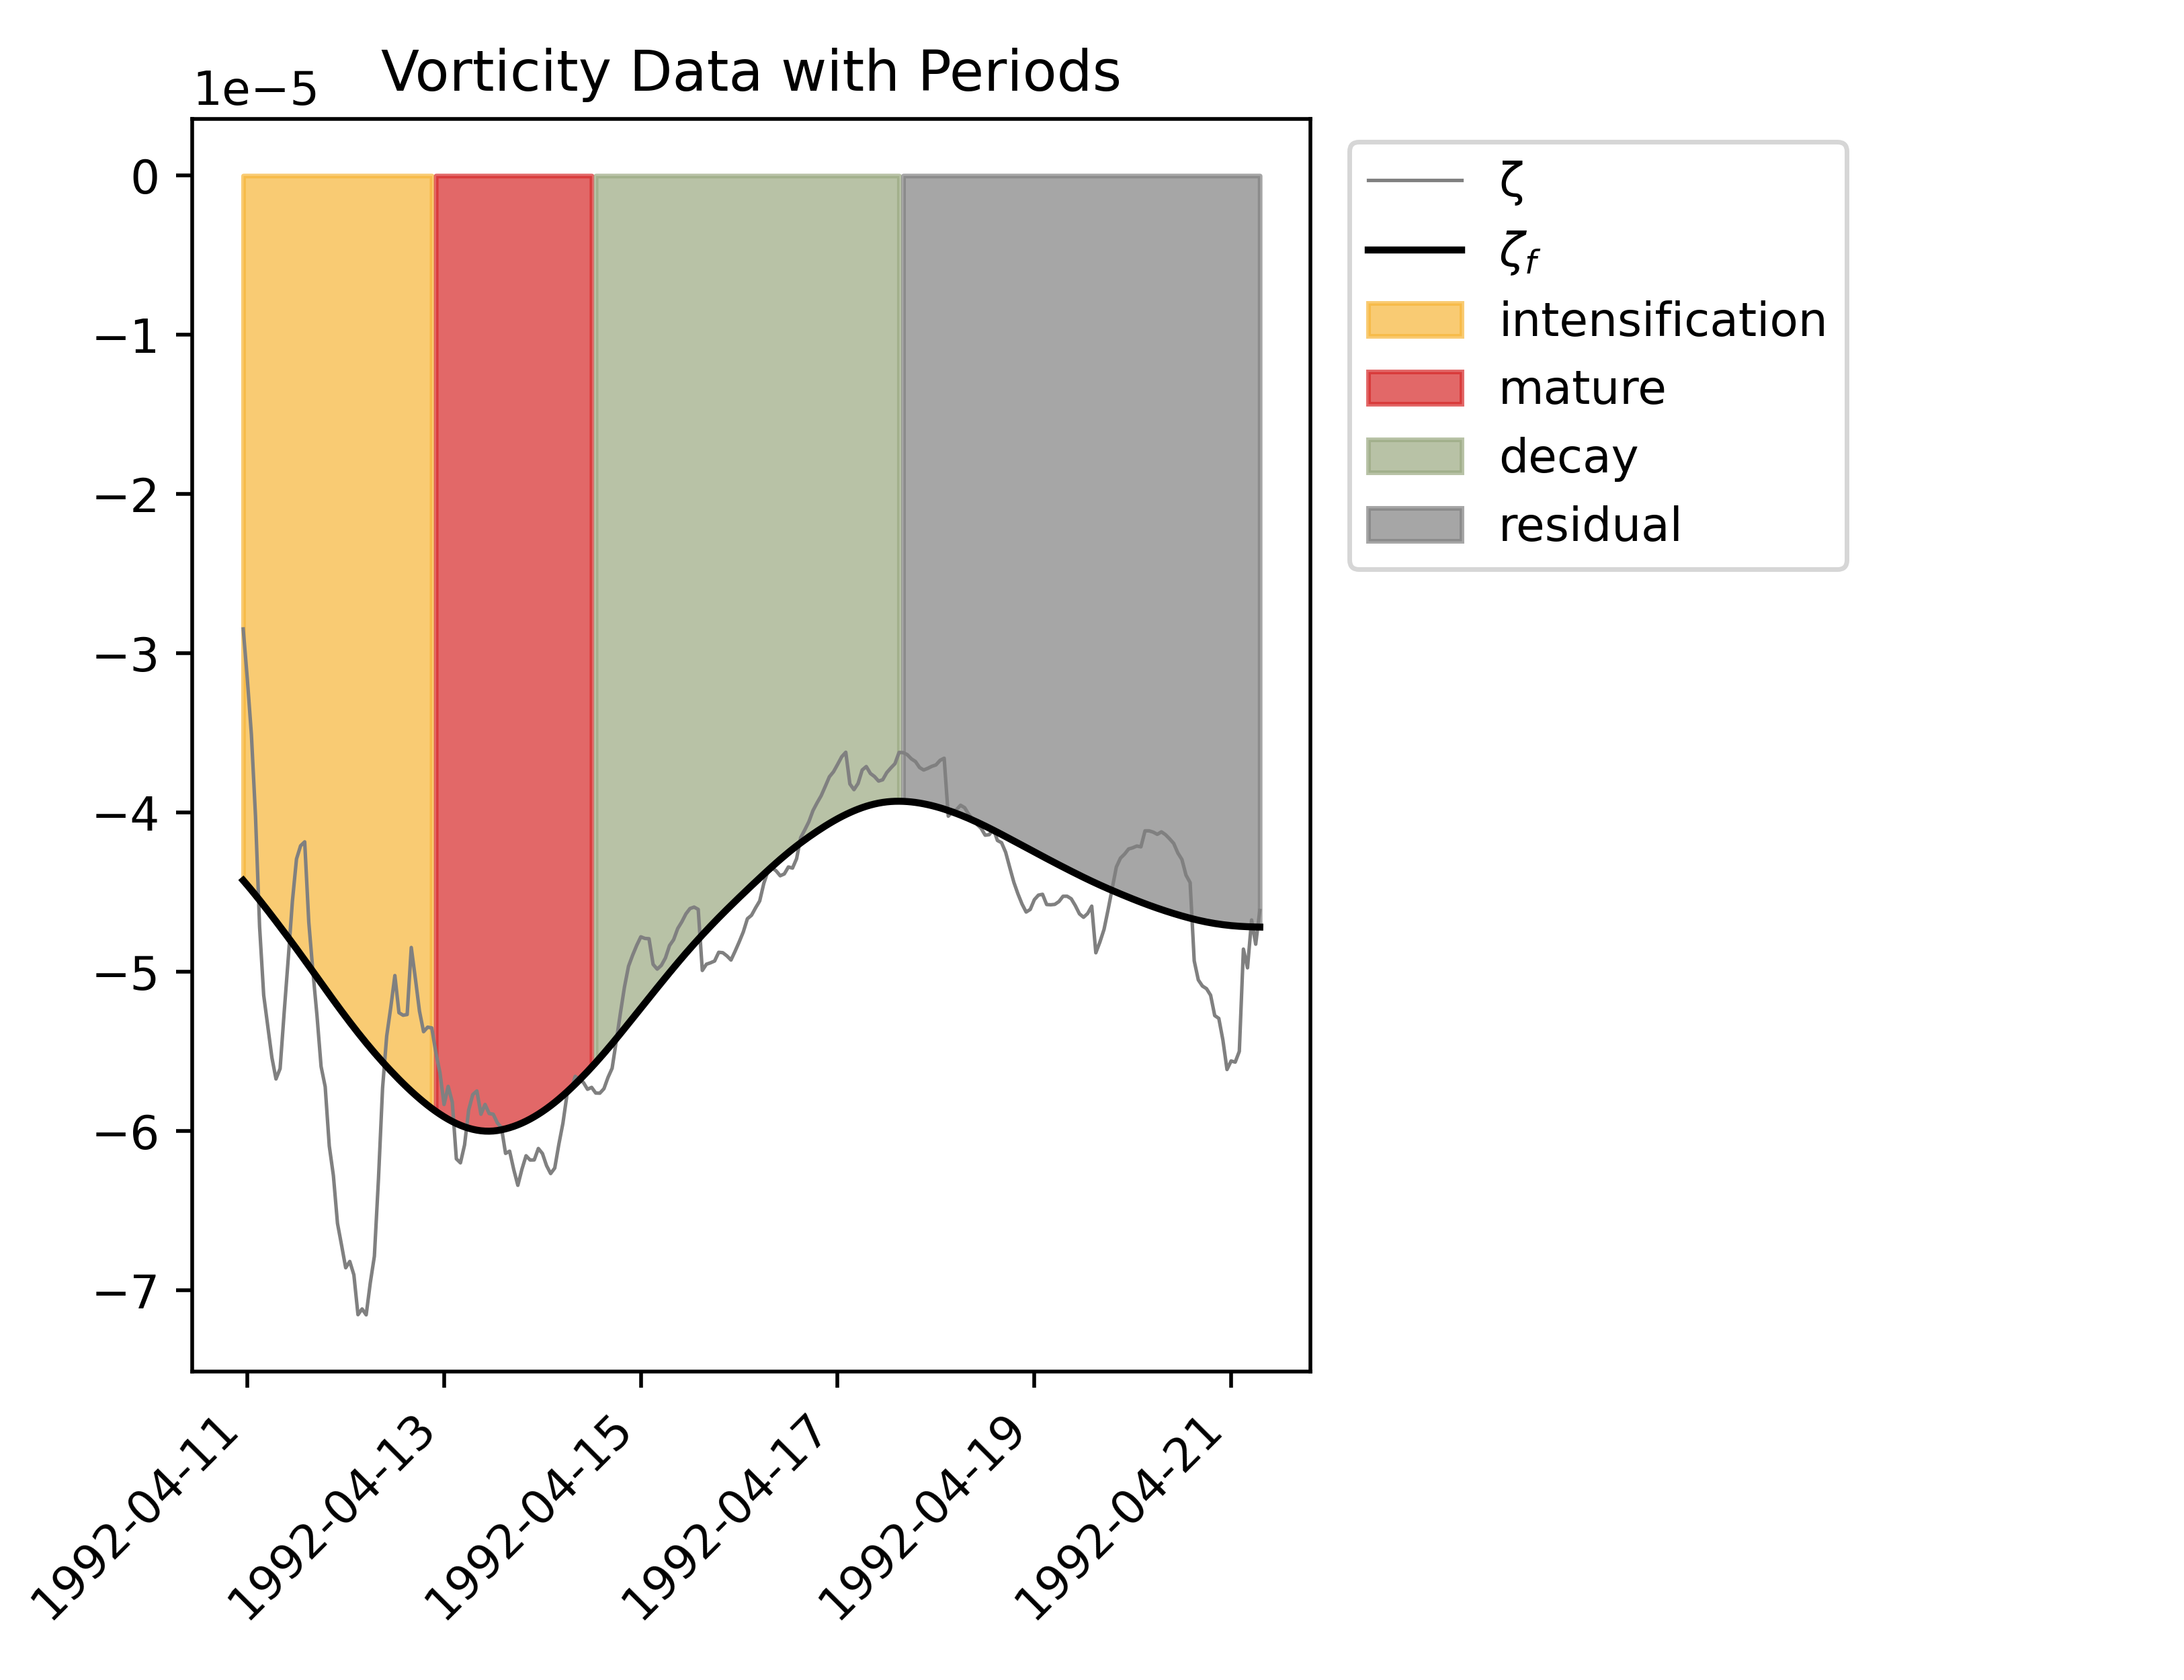 Vorticity Data with Periods
1e−5
0
−1
−2
−3
−4
−5
−6
−7
1992-04-11
1992-04-13
1992-04-15
1992-04-17
1992-04-19
1992-04-21
ζ
ζf
intensification
mature
decay
residual